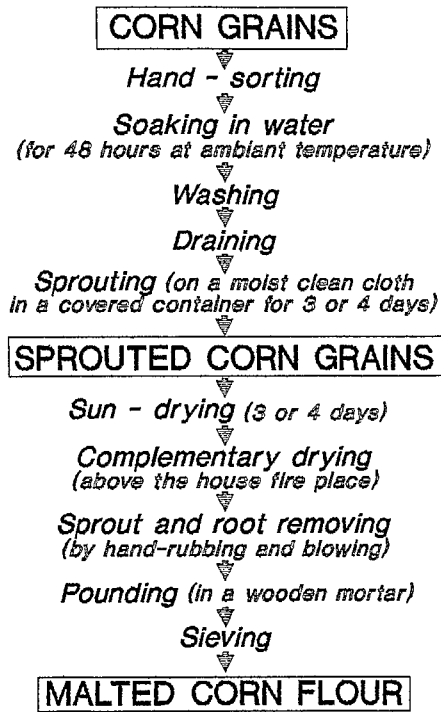 CORN GRAINS
Hand - sorting
Soaking in water
(for 48 hours at ambiant temperature)
Washing
Draining
Sprouting (on a moist clean cloth
in a covered container for 3 or 4 days)
SPROUTED CORN GRAINS
Sun - drying (3 or 4 days)
Complementary drying
(above the house fire place)
Sprout and root removing
(by hand-rubbing and blowing)
Pounding (in a wooden mortar)
Sieving
MALTED CORN FLOUR